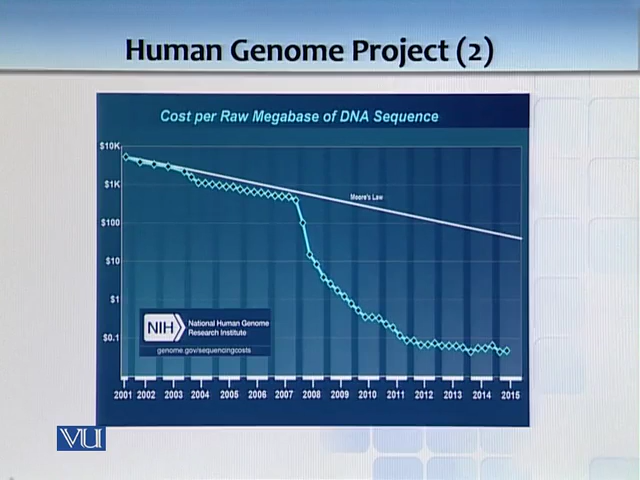 Human Genome Project (2)
Cost per Raw Megabase of DNA Sequence
$10K
$1K
Moore's Law
$100
$10
$1
NIH National Human Genome
Research Institute
$0.1
genome.gov/sequencingcosts
2001 2002 2003 2004 2005 2006 2007 2008 2009 2010 2011 2012 2013 2014 2015
VU